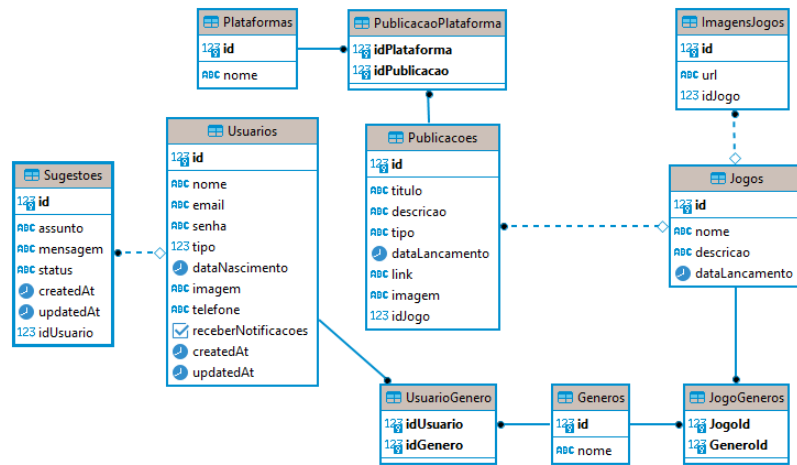 Plataformas
123 id
ABC nome
PublicacaoPlataforma
123 idPlataforma
123 idPublicacao
ImagensJogos
123 id
ABC url
123 idJogo
Usuarios
123 id
ABC nome
ABC email
ABC senha
123 tipo
dataNascimento
ABC imagem
ABC telefone
receberNotificacoes
createdAt
updatedAt
Publicacoes
123 id
ABC titulo
ABC descricao
ABC tipo
dataLancamento
ABC link
ABC imagem
123 idJogo
Sugestoes
123 id
ABC assunto
ABC mensagem
ABC status
createdAt
updatedAt
123 idUsuario
Jogos
123 id
ABC nome
ABC descricao
dataLancamento
UsuarioGenero
123 idUsuario
123 idGenero
Generos
123 id
ABC nome
JogoGeneros
123 JogoId
123 GeneroId